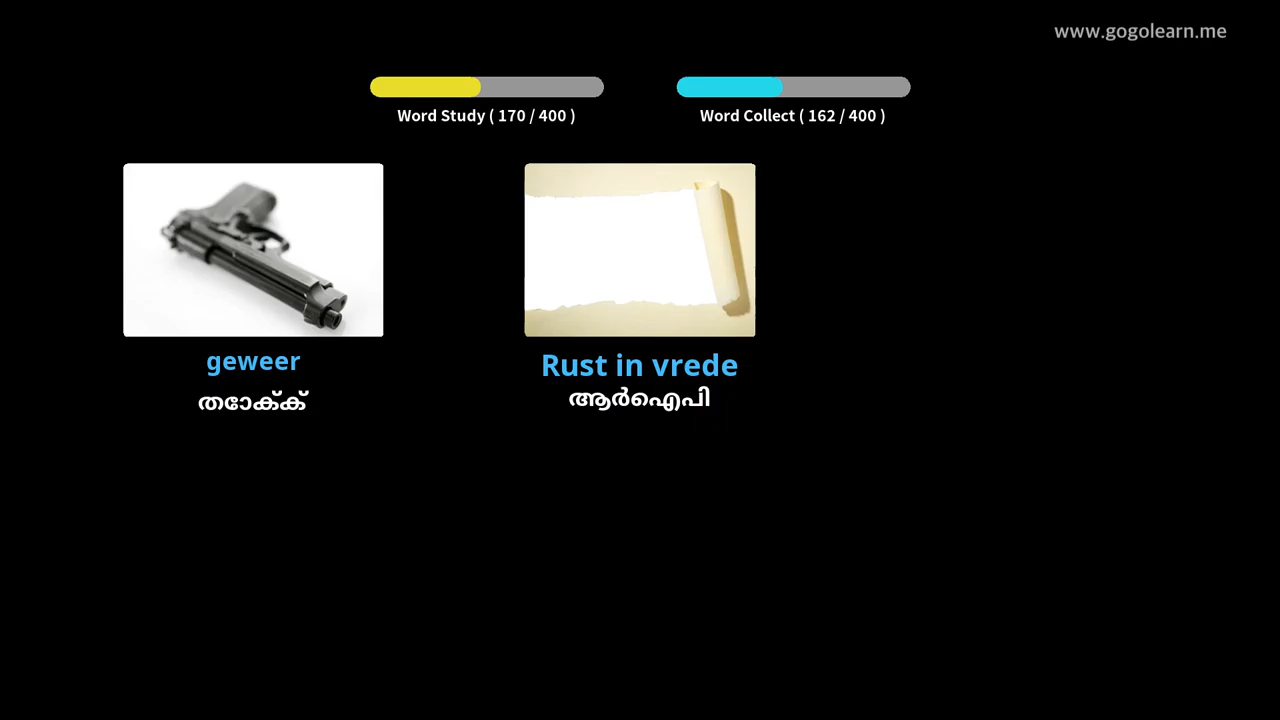 www.gogolearn.me
Word Study ( 170 / 400 )
Word Collect ( 162 / 400 )
geweer
തോക്ക്
Rust in vrede
ആർഐപി